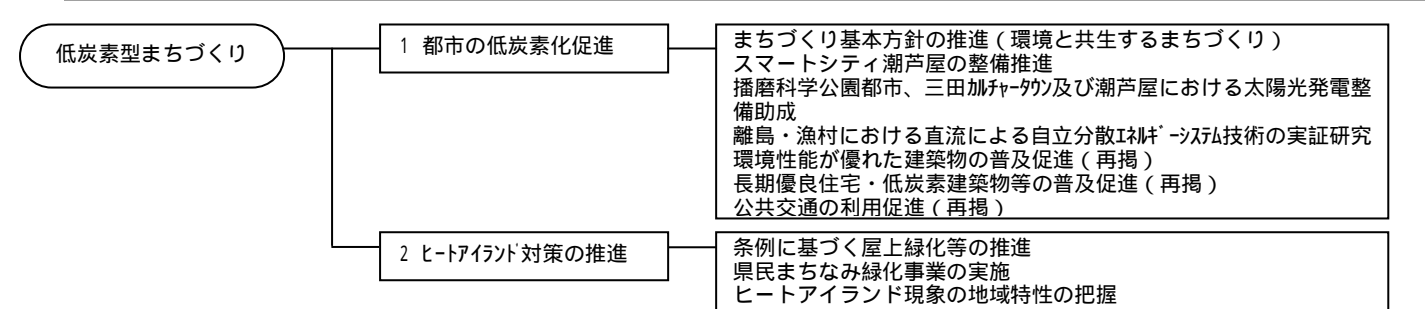 低炭素型まちづくり
1 都市の低炭素化促進
まちづくり基本方針の推進（環境と共生するまちづくり）
スマートシティ潮芦屋の整備推進
播磨科学公園都市、三田ｶﾙﾁｬｰﾀｳﾝ及び潮芦屋における太陽光発電整
備助成
離島・漁村における直流による自立分散ｴﾈﾙｷﾞｰｼｽﾃﾑ技術の実証研究
環境性能が優れた建築物の普及促進（再掲）
長期優良住宅・低炭素建築物等の普及促進（再掲）
公共交通の利用促進（再掲）
2 ﾋｰﾄｱｲﾗﾝﾄﾞ対策の推進
条例に基づく屋上緑化等の推進
県民まちなみ緑化事業の実施
ヒートアイランド現象の地域特性の把握